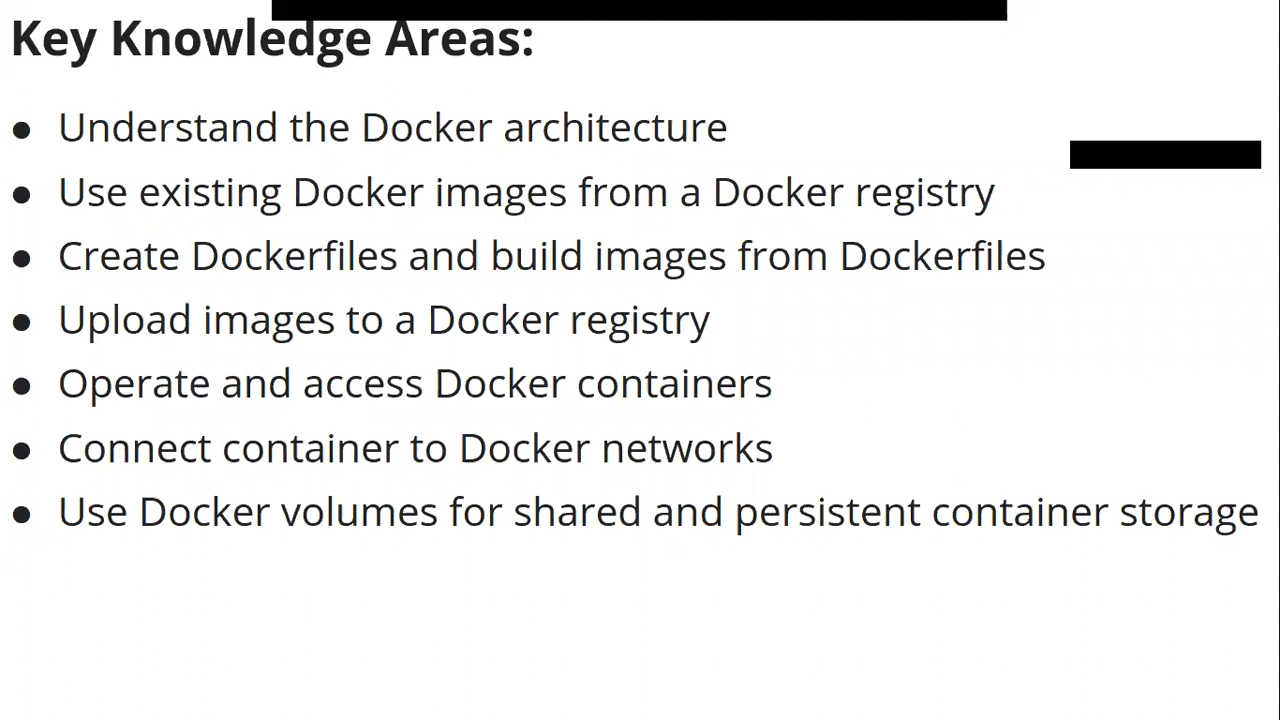 Key Knowledge Areas:
● Understand the Docker architecture
● Use existing Docker images from a Docker registry
● Create Dockerfiles and build images from Dockerfiles
● Upload images to a Docker registry
● Operate and access Docker containers
● Connect container to Docker networks
● Use Docker volumes for shared and persistent container storage